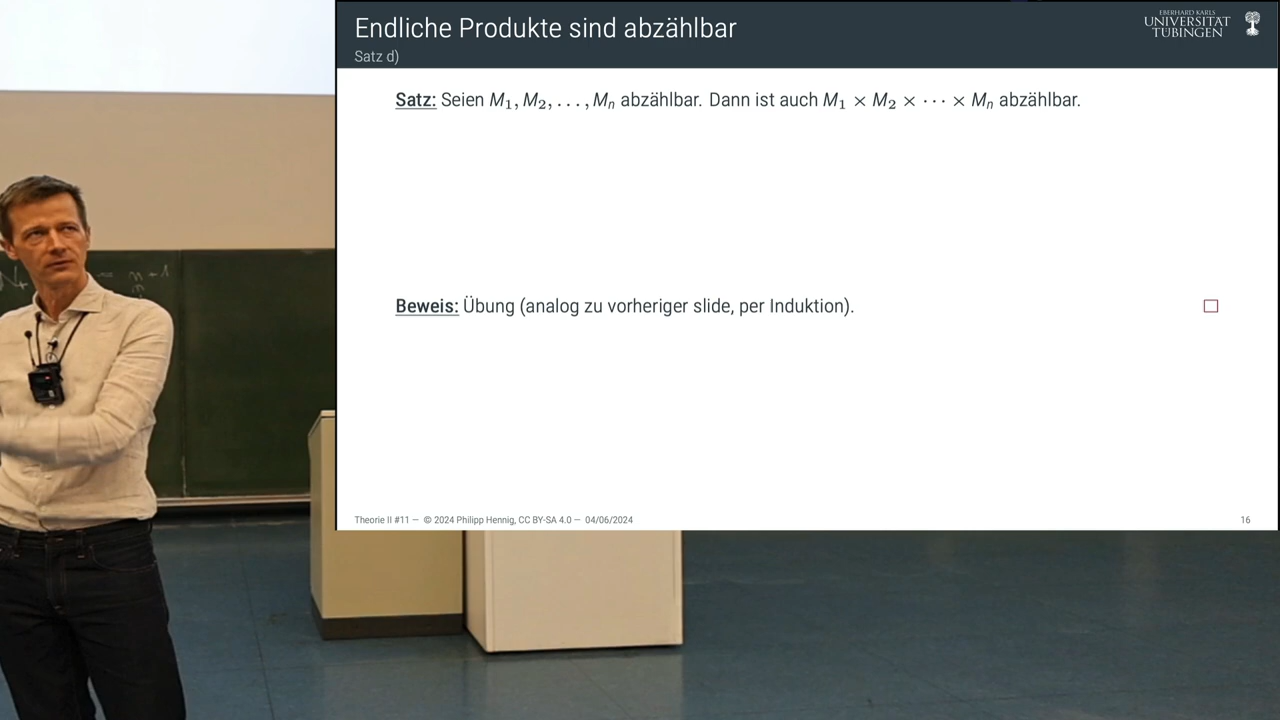 Endliche Produkte sind abzählbar
Satz d)
EBERHARD KARLS
UNIVERSITÄT
TÜBINGEN
Satz: Seien M₁, M₂, . . . , Mₙ abzählbar. Dann ist auch M₁ × M₂ × · · · × Mₙ abzählbar.
= n+1
Beweis: Übung (analog zu vorheriger slide, per Induktion).
Theorie II #11 — © 2024 Philipp Hennig, CC BY-SA 4.0 — 04/06/2024
16